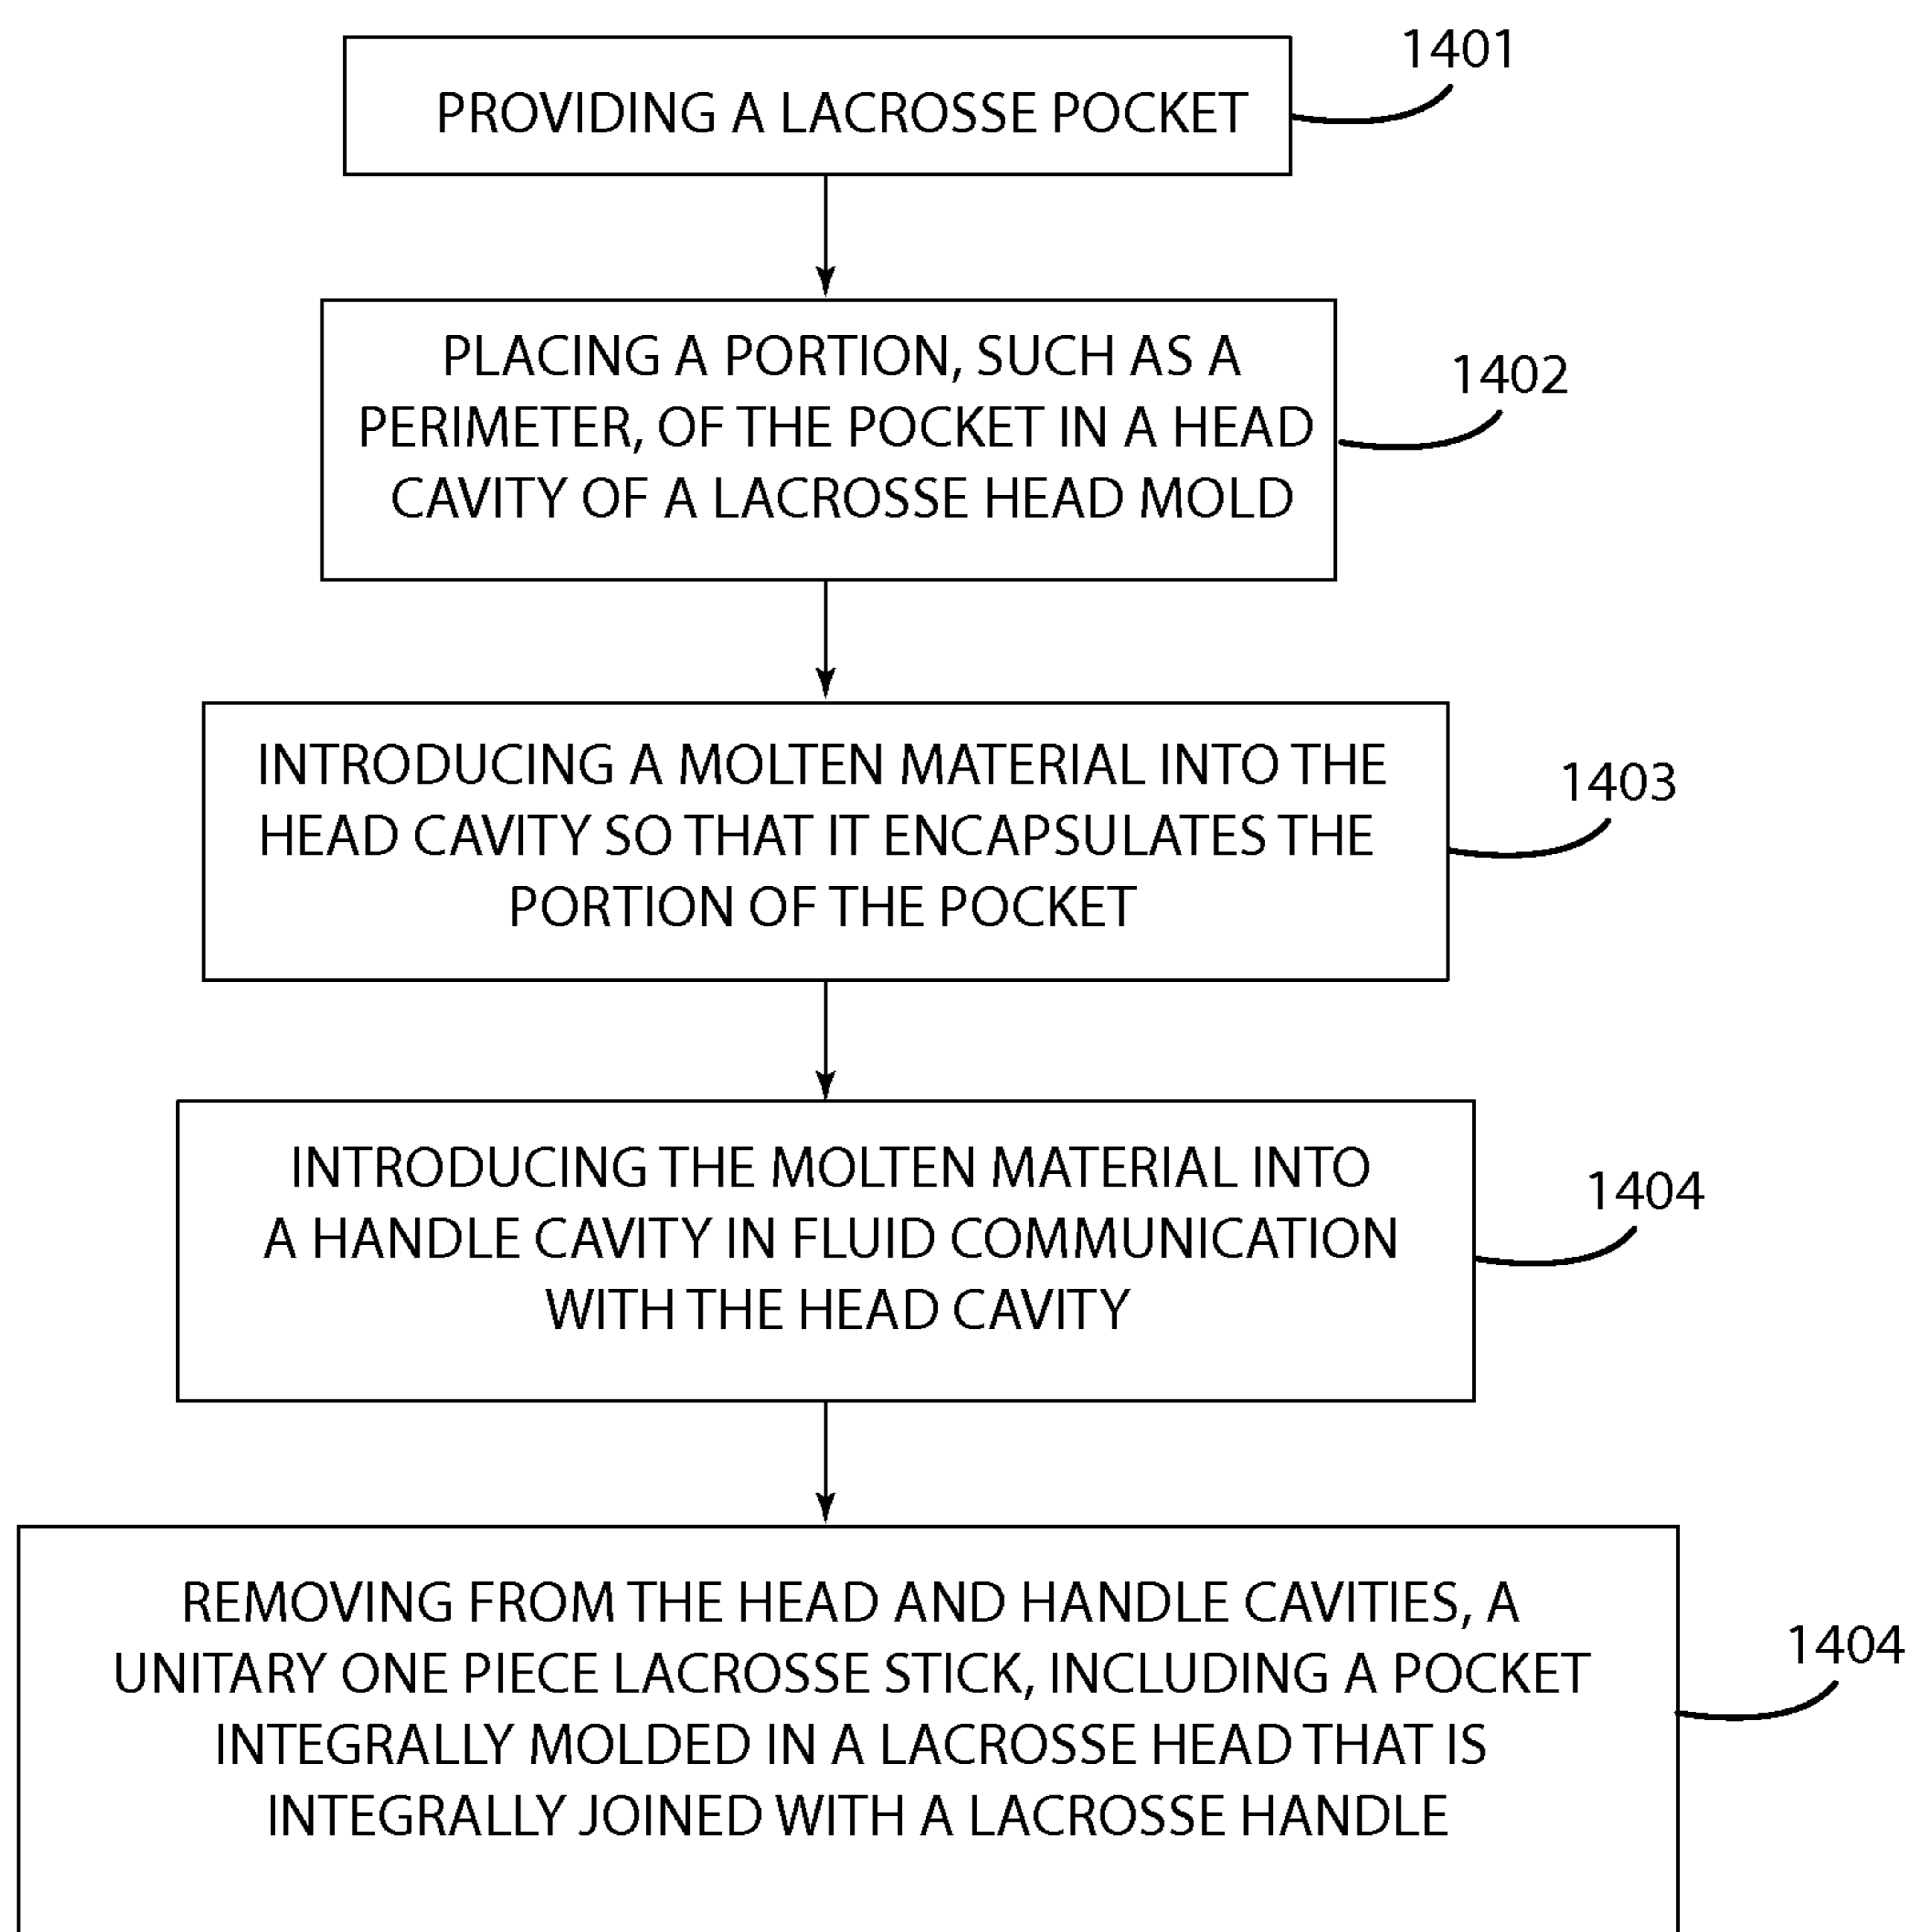 1401
PROVIDING A LACROSSE POCKET
1402
PLACING A PORTION, SUCH AS A
PERIMETER, OF THE POCKET IN A HEAD
CAVITY OF A LACROSSE HEAD MOLD
1403
INTRODUCING A MOLTEN MATERIAL INTO THE
HEAD CAVITY SO THAT IT ENCAPSULATES THE
PORTION OF THE POCKET
1404
INTRODUCING THE MOLTEN MATERIAL INTO
A HANDLE CAVITY IN FLUID COMMUNICATION
WITH THE HEAD CAVITY
1404
REMOVING FROM THE HEAD AND HANDLE CAVITIES, A
UNITARY ONE PIECE LACROSSE STICK, INCLUDING A POCKET
INTEGRALLY MOLDED IN A LACROSSE HEAD THAT IS
INTEGRALLY JOINED WITH A LACROSSE HANDLE